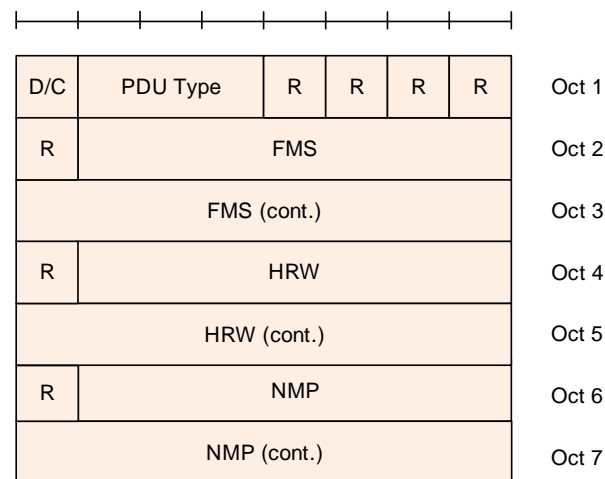 D/C PDU Type R R R R Oct 1
R FMS Oct 2
FMS (cont.) Oct 3
R HRW Oct 4
HRW (cont.) Oct 5
R NMP Oct 6
NMP (cont.) Oct 7